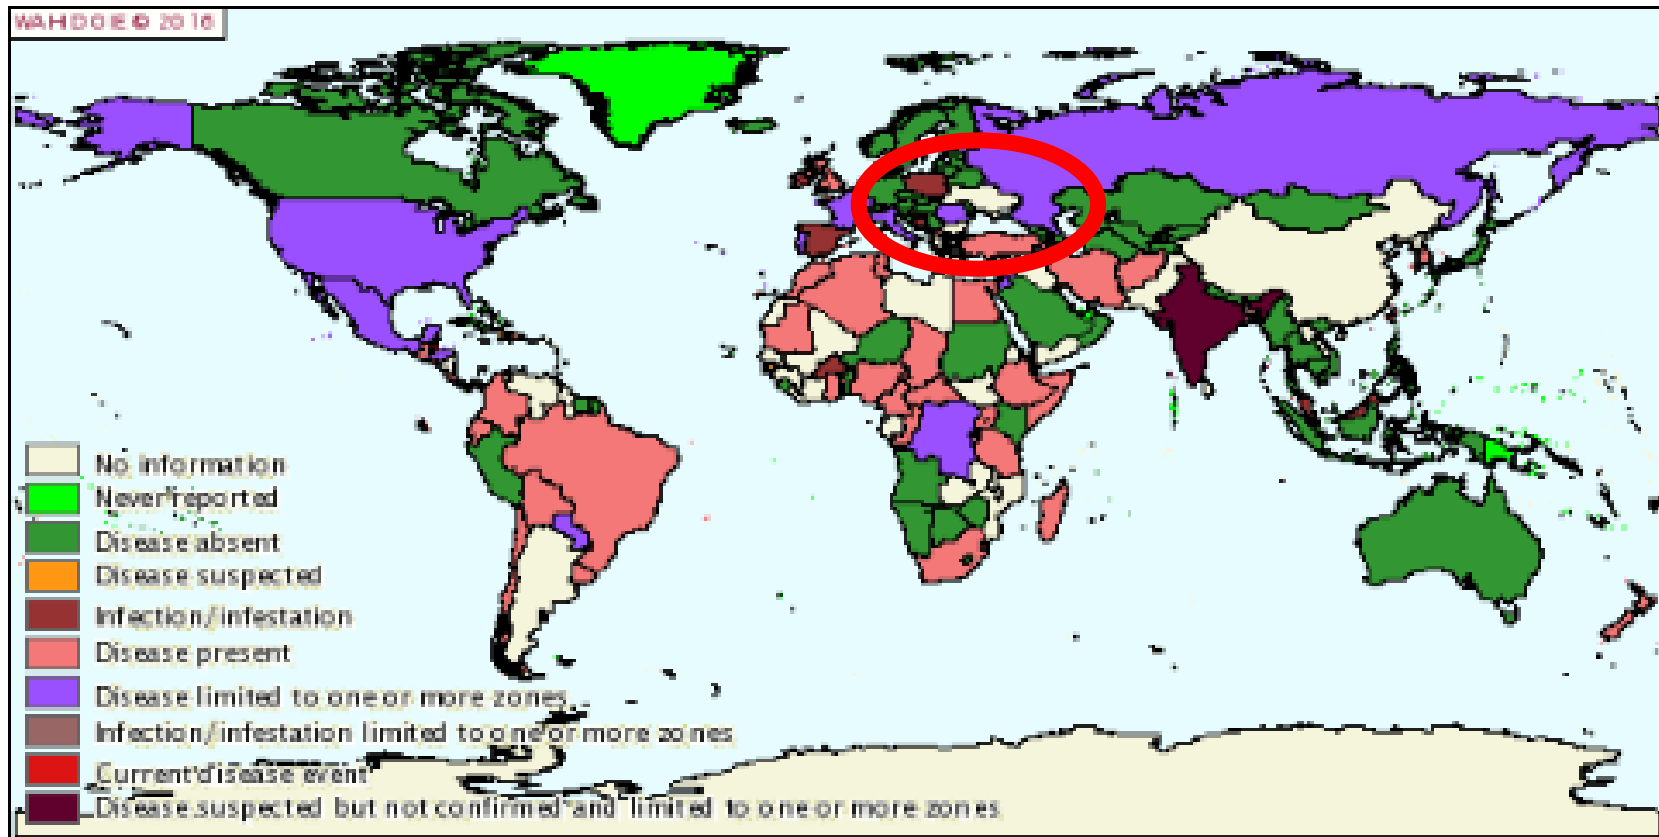 WAHID OIE © 2016
No information
Never reported
Disease absent
Disease suspected
Infection/infestation
Disease present
Disease limited to one or more zones
Infection/infestation limited to one or more zones
Current disease event
Disease suspected but not confirmed and limited to one or more zones